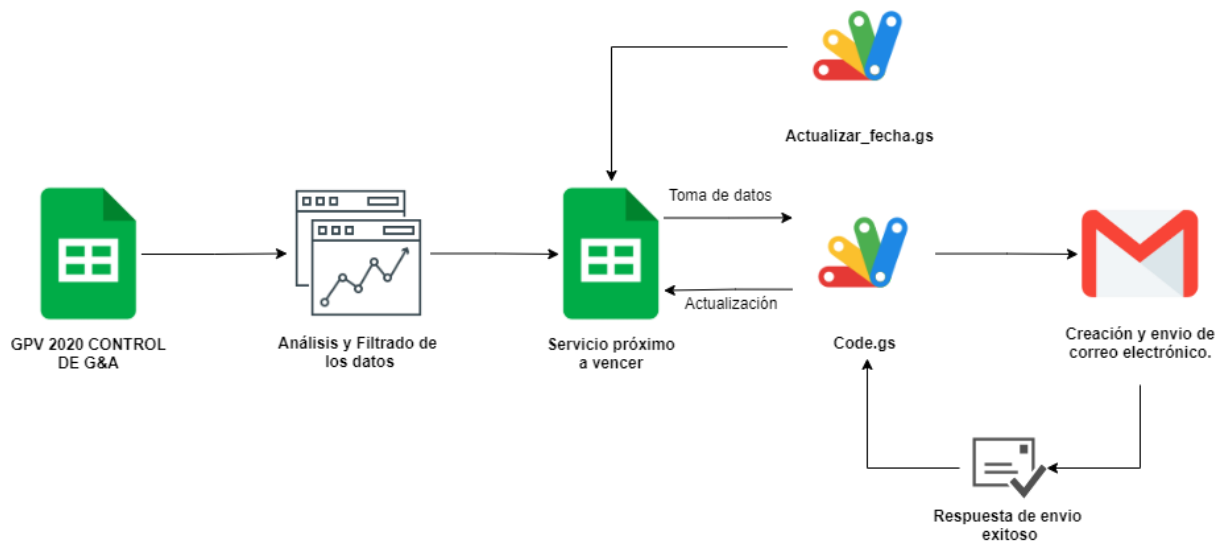 Actualizar_fecha.gs
Toma de datos
Actualización
GPV 2020 CONTROL
DE G&A
Análisis y Filtrado de
los datos
Servicio próximo
a vencer
Code.gs
Creación y envio de
correo electrónico.
Respuesta de envio
exitoso